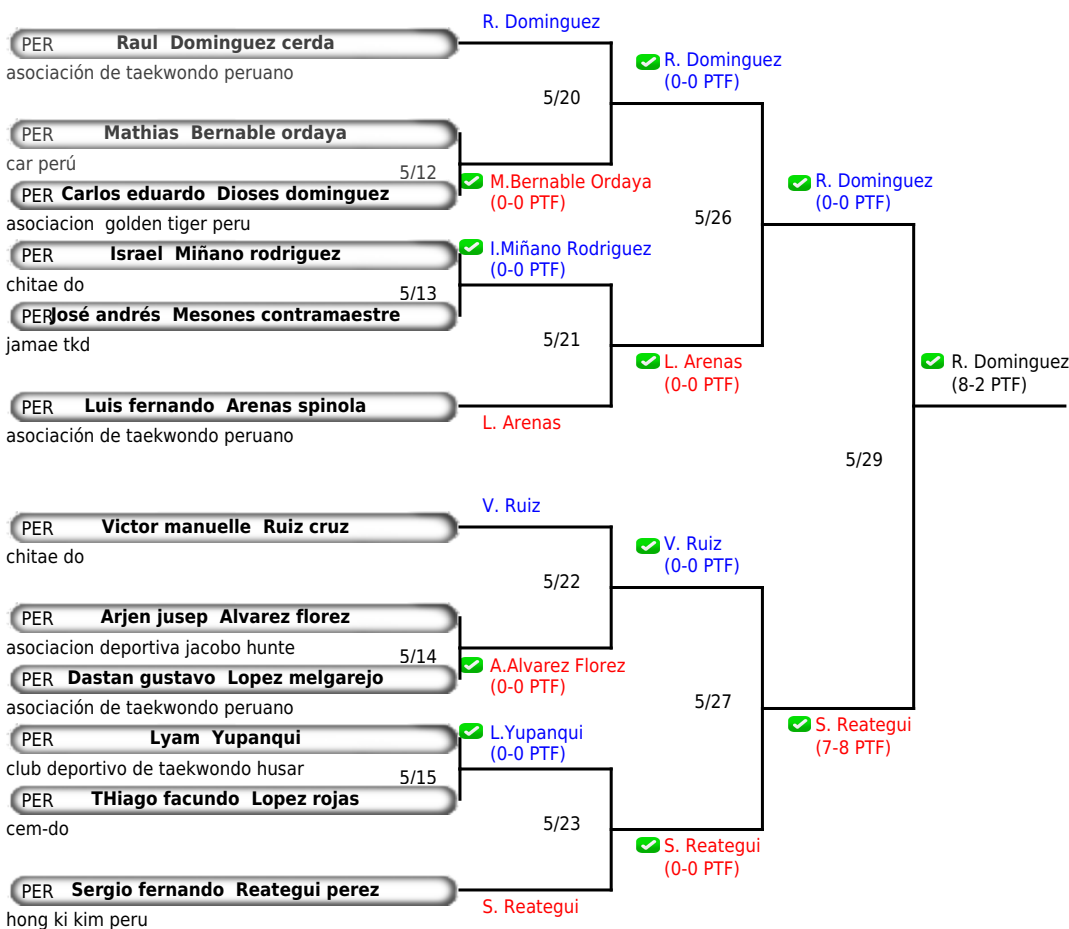 R. Dominguez
PER Raul Dominguez cerda
asociación de taekwondo peruano
R. Dominguez
(0-0 PTF)
5/20
PER Mathias Bernable ordaya
car perú
5/12
PER Carlos eduardo Dioses dominguez
asociacion golden tiger peru
M.Bernable Ordaya
(0-0 PTF)
R. Dominguez
(0-0 PTF)
5/26
PER Israel Miñano rodriguez
chitae do
I.Miñano Rodriguez
(0-0 PTF)
5/13
PER José andrés Mesones contramaestre
jamae tkd
5/21
L. Arenas
(0-0 PTF)
R. Dominguez
(8-2 PTF)
PER Luis fernando Arenas spinola
asociación de taekwondo peruano
L. Arenas
5/29
V. Ruiz
PER Victor manuelle Ruiz cruz
chitae do
V. Ruiz
(0-0 PTF)
5/22
PER Arjen jusep Alvarez florez
asociacion deportiva jacobo hunte
5/14
PER Dastan gustavo Lopez melgarejo
asociación de taekwondo peruano
A.Alvarez Florez
(0-0 PTF)
5/27
S. Reategui
(7-8 PTF)
PER Lyam Yupanqui
club deportivo de taekwondo husar
L.Yupanqui
(0-0 PTF)
5/15
PER THiago facundo Lopez rojas
cem-do
5/23
S. Reategui
(0-0 PTF)
PER Sergio fernando Reategui perez
hong ki kim peru
S. Reategui